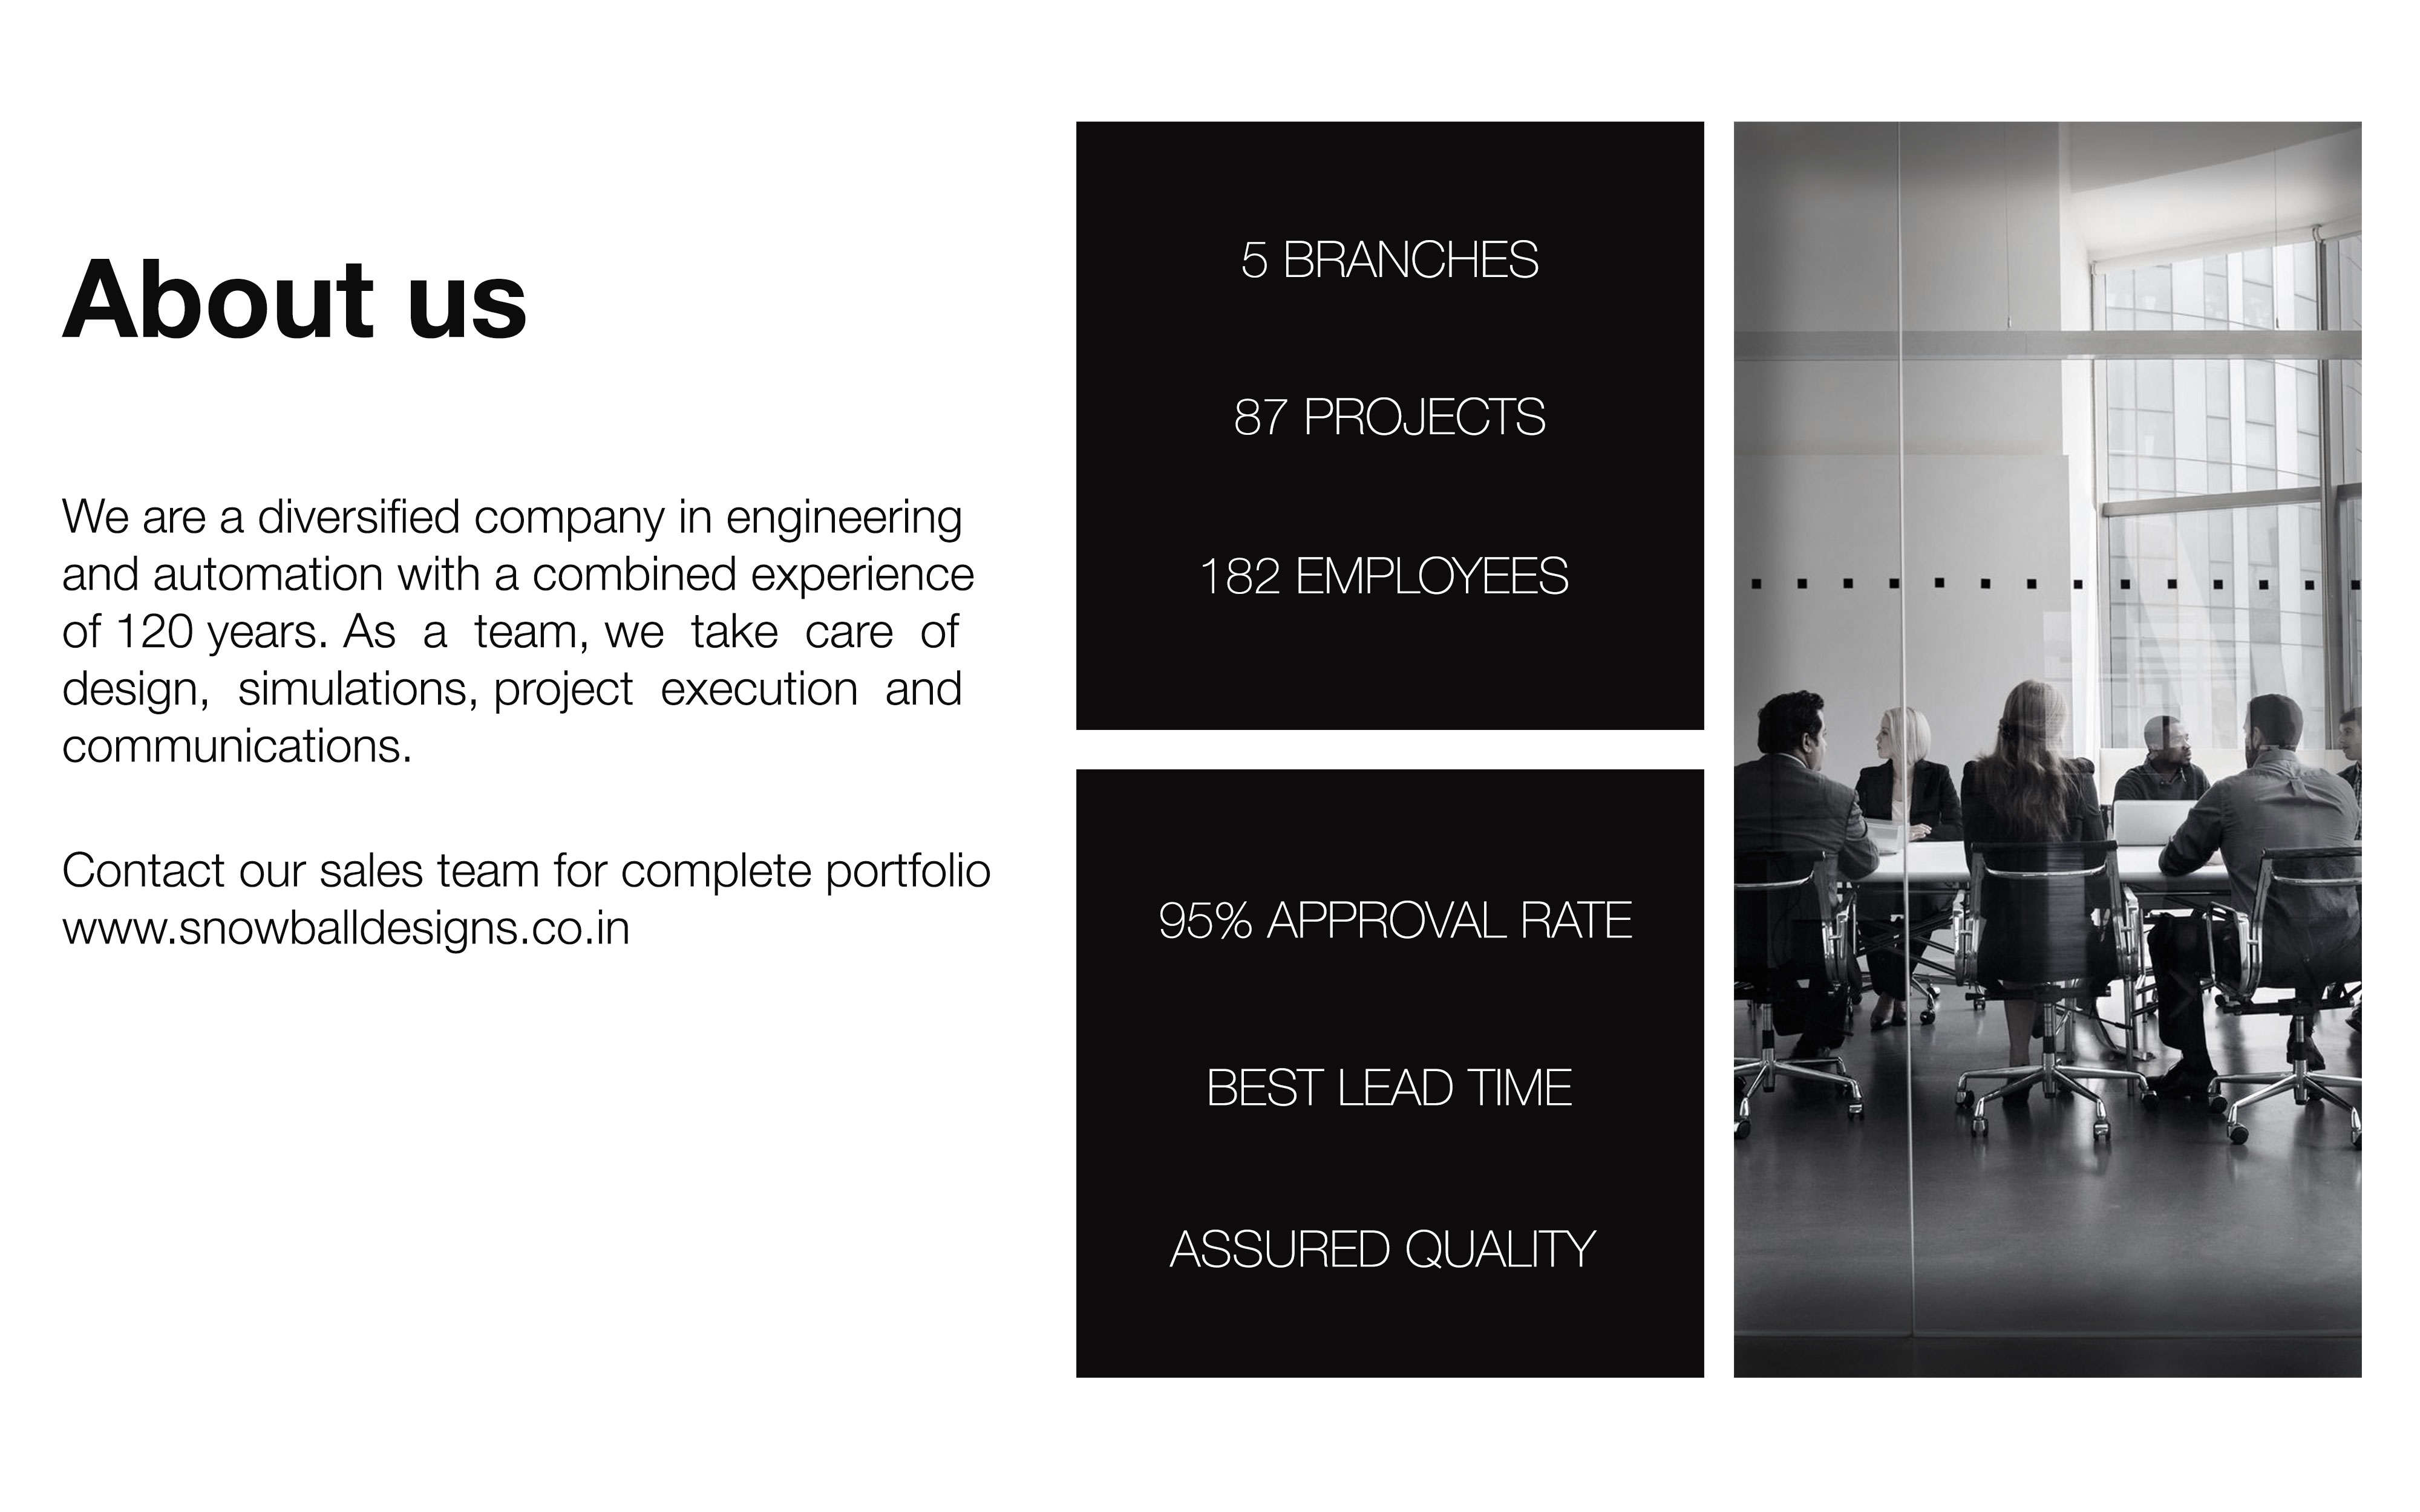 About us
We are a diversified company in engineering
and automation with a combined experience
of 120 years. As a team, we take care of
design, simulations, project execution and
communications.
Contact our sales team for complete portfolio
www.snowballdesigns.co.in
5 BRANCHES
87 PROJECTS
182 EMPLOYEES
95% APPROVAL RATE
BEST LEAD TIME
ASSURED QUALITY